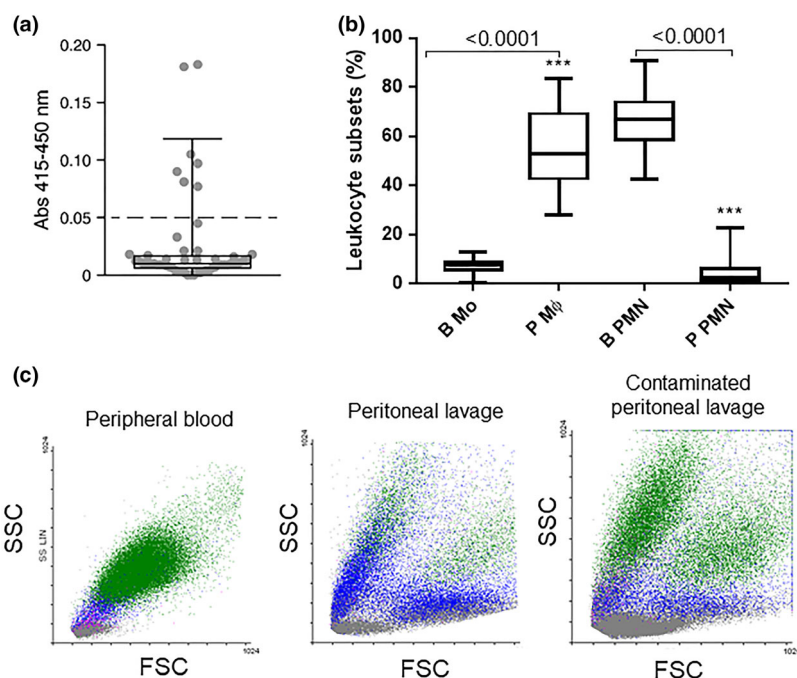 (a)
0.20
0.15
0.10
0.05
0
Abs 415-450 nm
(b)
<0.0001
<0.0001
***
***
100
80
60
40
20
0
Leukocyte subsets (%)
B Mo
P Mϕ
B PMN
P PMN
(c)
Peripheral blood
1024
SS LIN
SSC
1024
FSC
Peritoneal lavage
1024
SSC
FSC
Contaminated
peritoneal lavage
1024
SSC
102
FSC